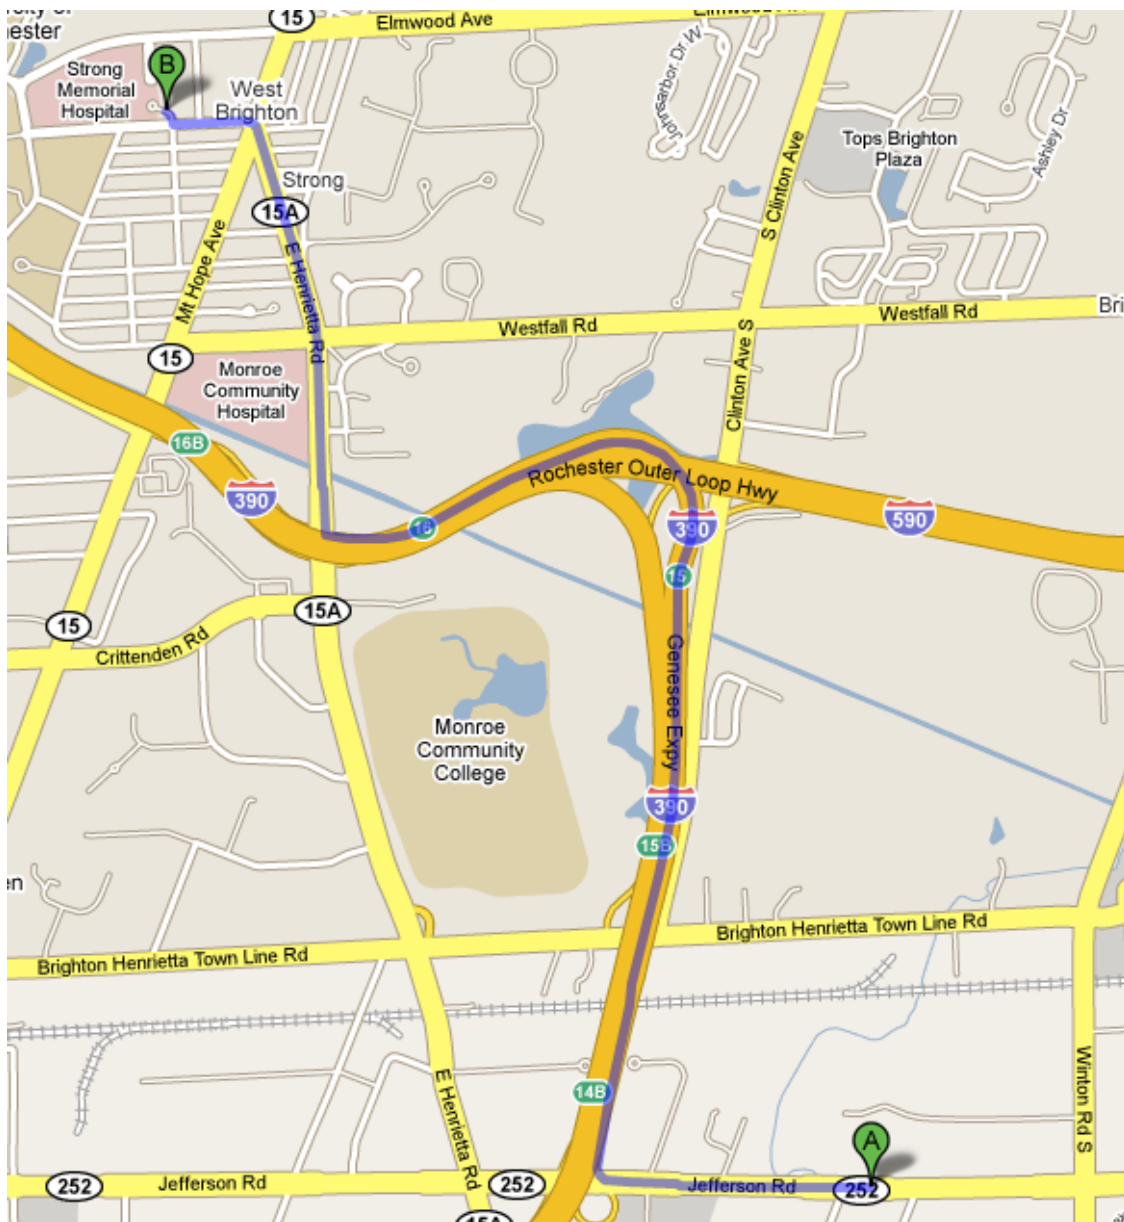 15
Elmwood Ave
Strong
Memorial
Hospital
B
West
Brighton
Johnsarbor Dr W
Ashley Dr
Tops Brighton
Plaza
S Clinton Ave
Strong
15A
Mt Hope Ave
E Henrietta Rd
Westfall Rd
Westfall Rd
Bri
15
Monroe
Community
Hospital
Clinton Ave S
16B
390
Rochester Outer Loop Hwy
16
390
590
15
15
15A
Crittenden Rd
Genesee Expy
Monroe
Community
College
390
15B
en
Brighton Henrietta Town Line Rd
Brighton Henrietta Town Line Rd
A
14B
E Henrietta Rd
Winton Rd S
252
Jefferson Rd
252
Jefferson Rd
252
15A